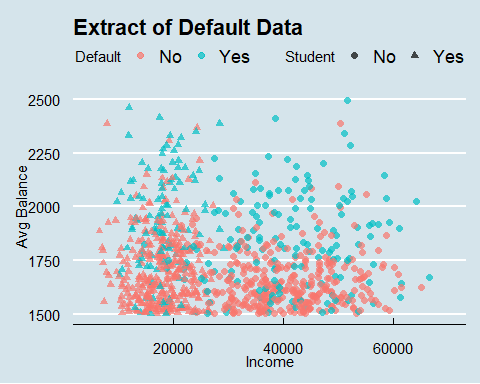 Extract of Default Data
Default No Yes Student No Yes
2500
2250
2000
1750
1500
Avg Balance
20000 40000 60000
Income